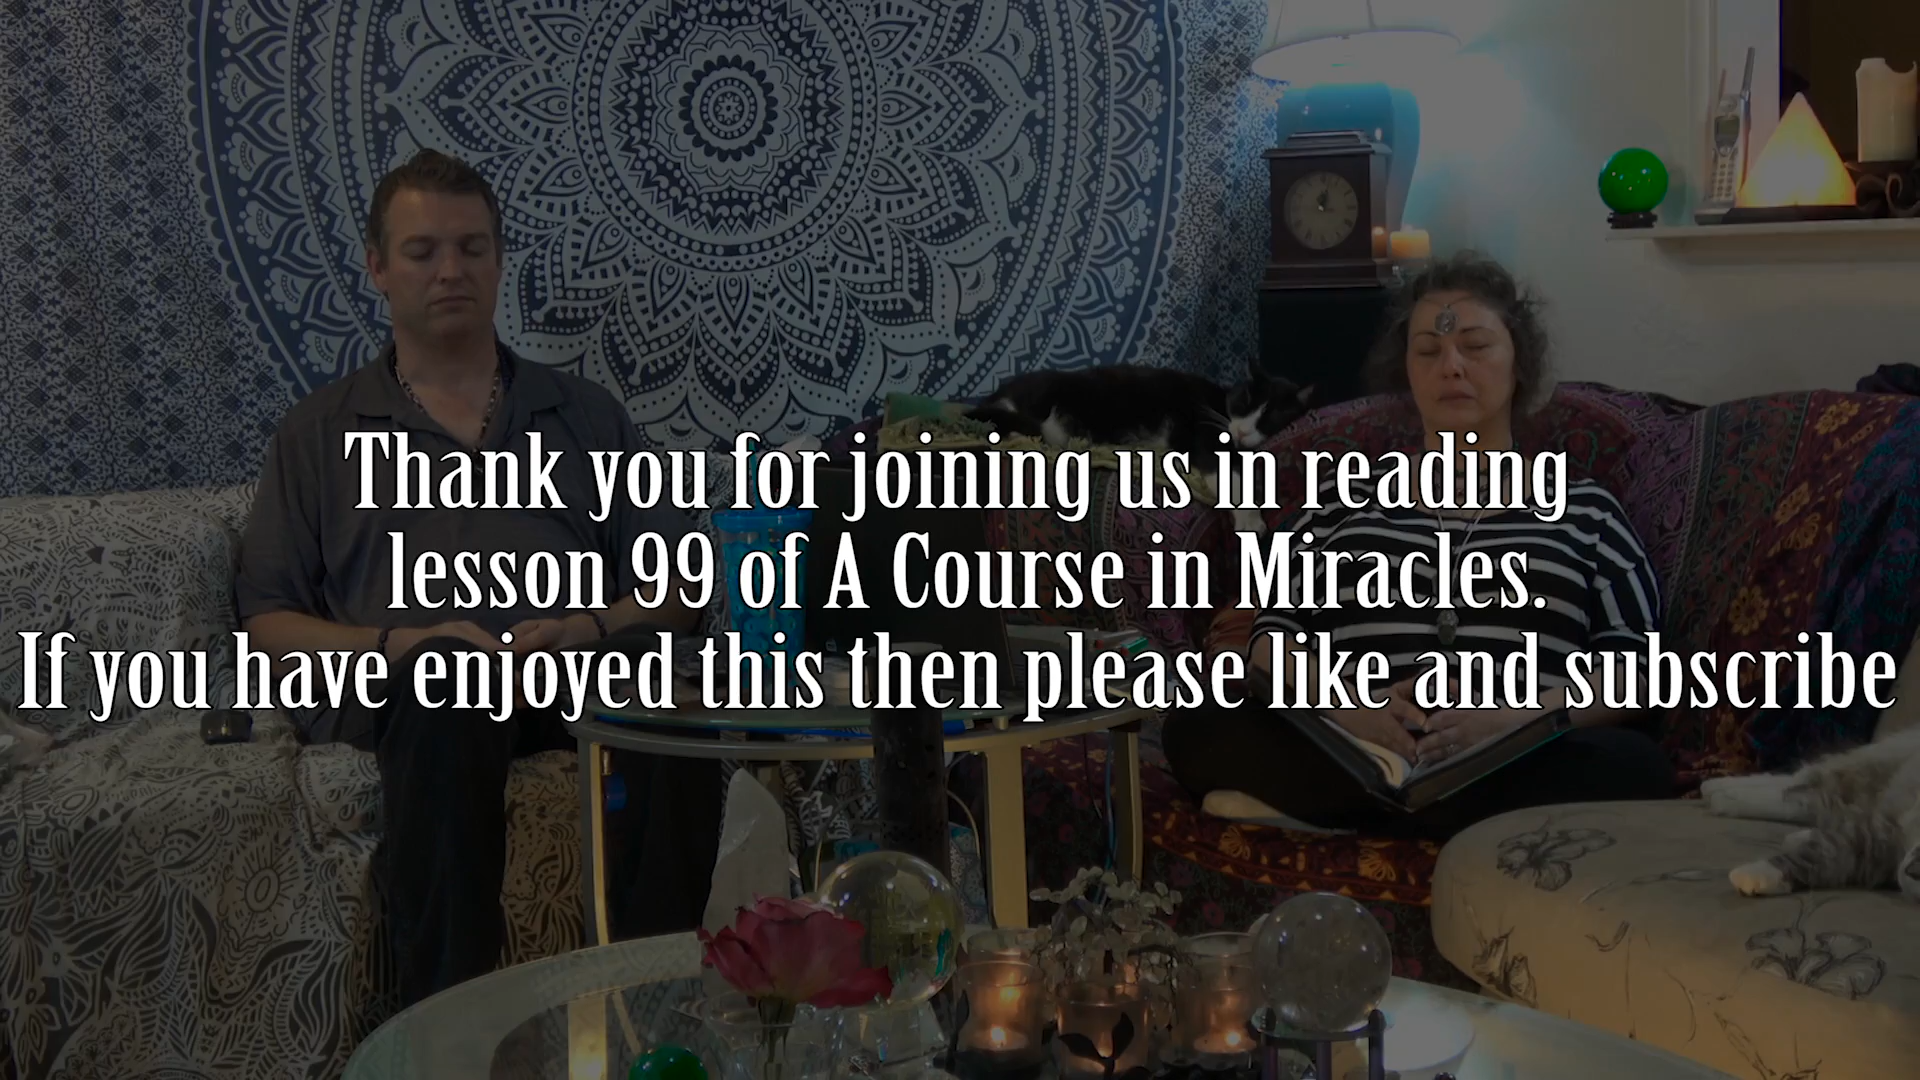 Thank you for joining us in reading
lesson 99 of A Course in Miracles.
If you have enjoyed this then please like and subscribe